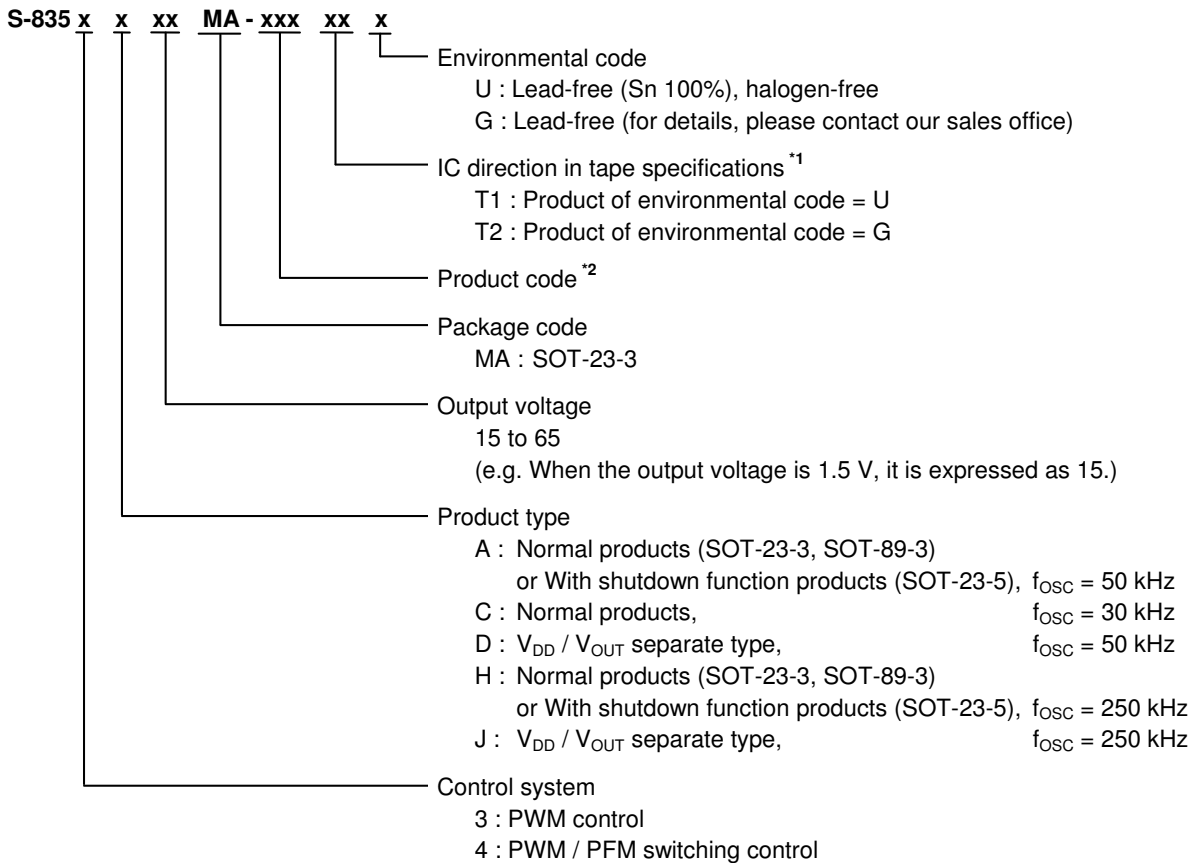 S-835 x x xx MA - xxx xx x
Environmental code
U : Lead-free (Sn 100%), halogen-free
G : Lead-free (for details, please contact our sales office)
IC direction in tape specifications *1
T1 : Product of environmental code = U
T2 : Product of environmental code = G
Product code *2
Package code
MA : SOT-23-3
Output voltage
15 to 65
(e.g. When the output voltage is 1.5 V, it is expressed as 15.)
Product type
A : Normal products (SOT-23-3, SOT-89-3)
or With shutdown function products (SOT-23-5), fOSC = 50 kHz
C : Normal products, fOSC = 30 kHz
D : VDD / VOUT separate type, fOSC = 50 kHz
H : Normal products (SOT-23-3, SOT-89-3)
or With shutdown function products (SOT-23-5), fOSC = 250 kHz
J : VDD / VOUT separate type, fOSC = 250 kHz
Control system
3 : PWM control
4 : PWM / PFM switching control